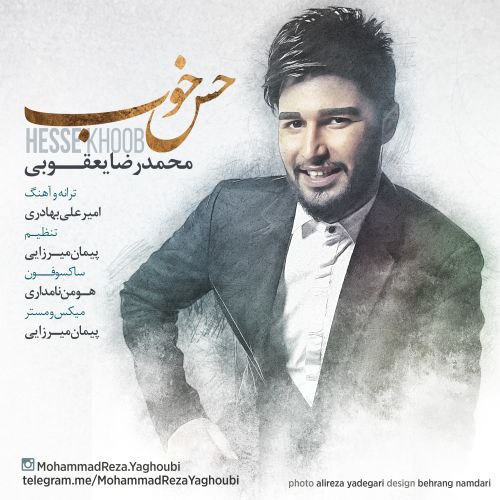 حس خوب
HESSE KHOOB
محمدرضا یعقوبی
ترانه و آهنگ
امیرعلی بهادری
تنظیم
پیمان میرزایی
ساکسوفون
هومن نامداری
میکس و مستر
پیمان میرزایی
MohammadReza.Yaghoubi
telegram.me/MohammadRezaYaghoubi
photo alireza yadegari design behrang namdari